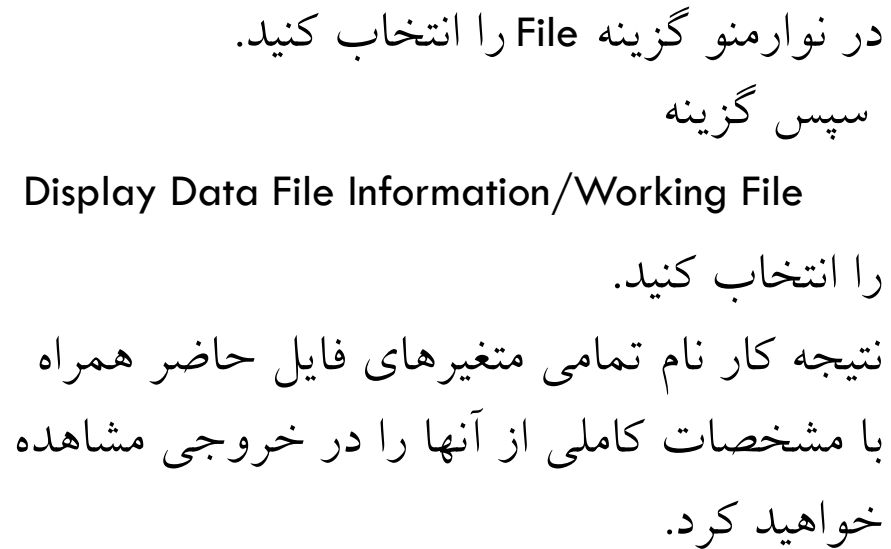 در نوارمنو گزینه File را انتخاب کنید.
سپس گزینه
Display Data File Information/Working File
را انتخاب کنید.
نتیجه کار نام تمامی متغیرهای فایل حاضر همراه
با مشخصات کاملی از آنها را در خروجی مشاهده
خواهید کرد.